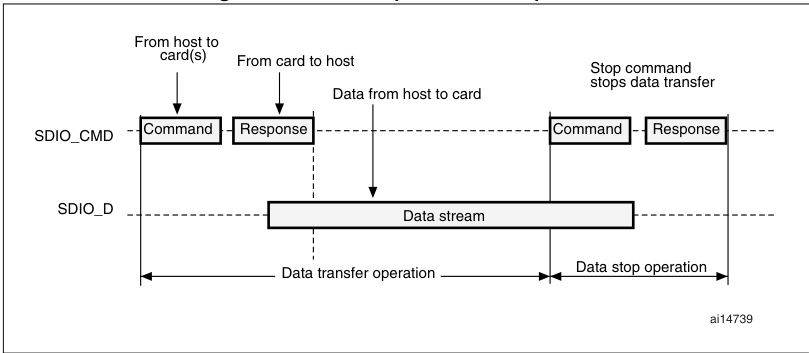 From host to
card(s)
From card to host
Data from host to card
Stop command
stops data transfer
SDIO_CMD
Command
Response
Command
Response
SDIO_D
Data stream
Data transfer operation
Data stop operation
ai14739